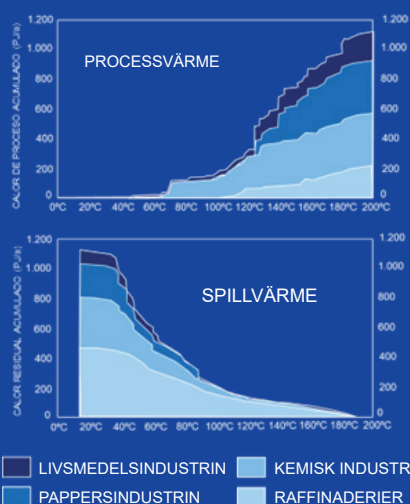 1.200 1.200
PROCESSVÄRME
CALOR DE PROCESO ACUMULADO (PJ/a)
1.000 1.000
800 800
600 600
400 400
200 200
0 0
0ºC 20ºC 40ºC 60ºC 80ºC 100ºC 120ºC 140ºC 160ºC 180ºC 200ºC
1.200 1.200
SPILLVÄRME
CALOR RESIDUAL ACUMULADO (PJ/a)
1.000 1.000
800 800
600 600
400 400
200 200
0 0
0ºC 20ºC 40ºC 60ºC 80ºC 100ºC 120ºC 140ºC 160ºC 180ºC 200ºC
LIVSMEDELSINDUSTRIN KEMISK INDUSTR
PAPPERSINDUSTRIN RAFFINADERIER